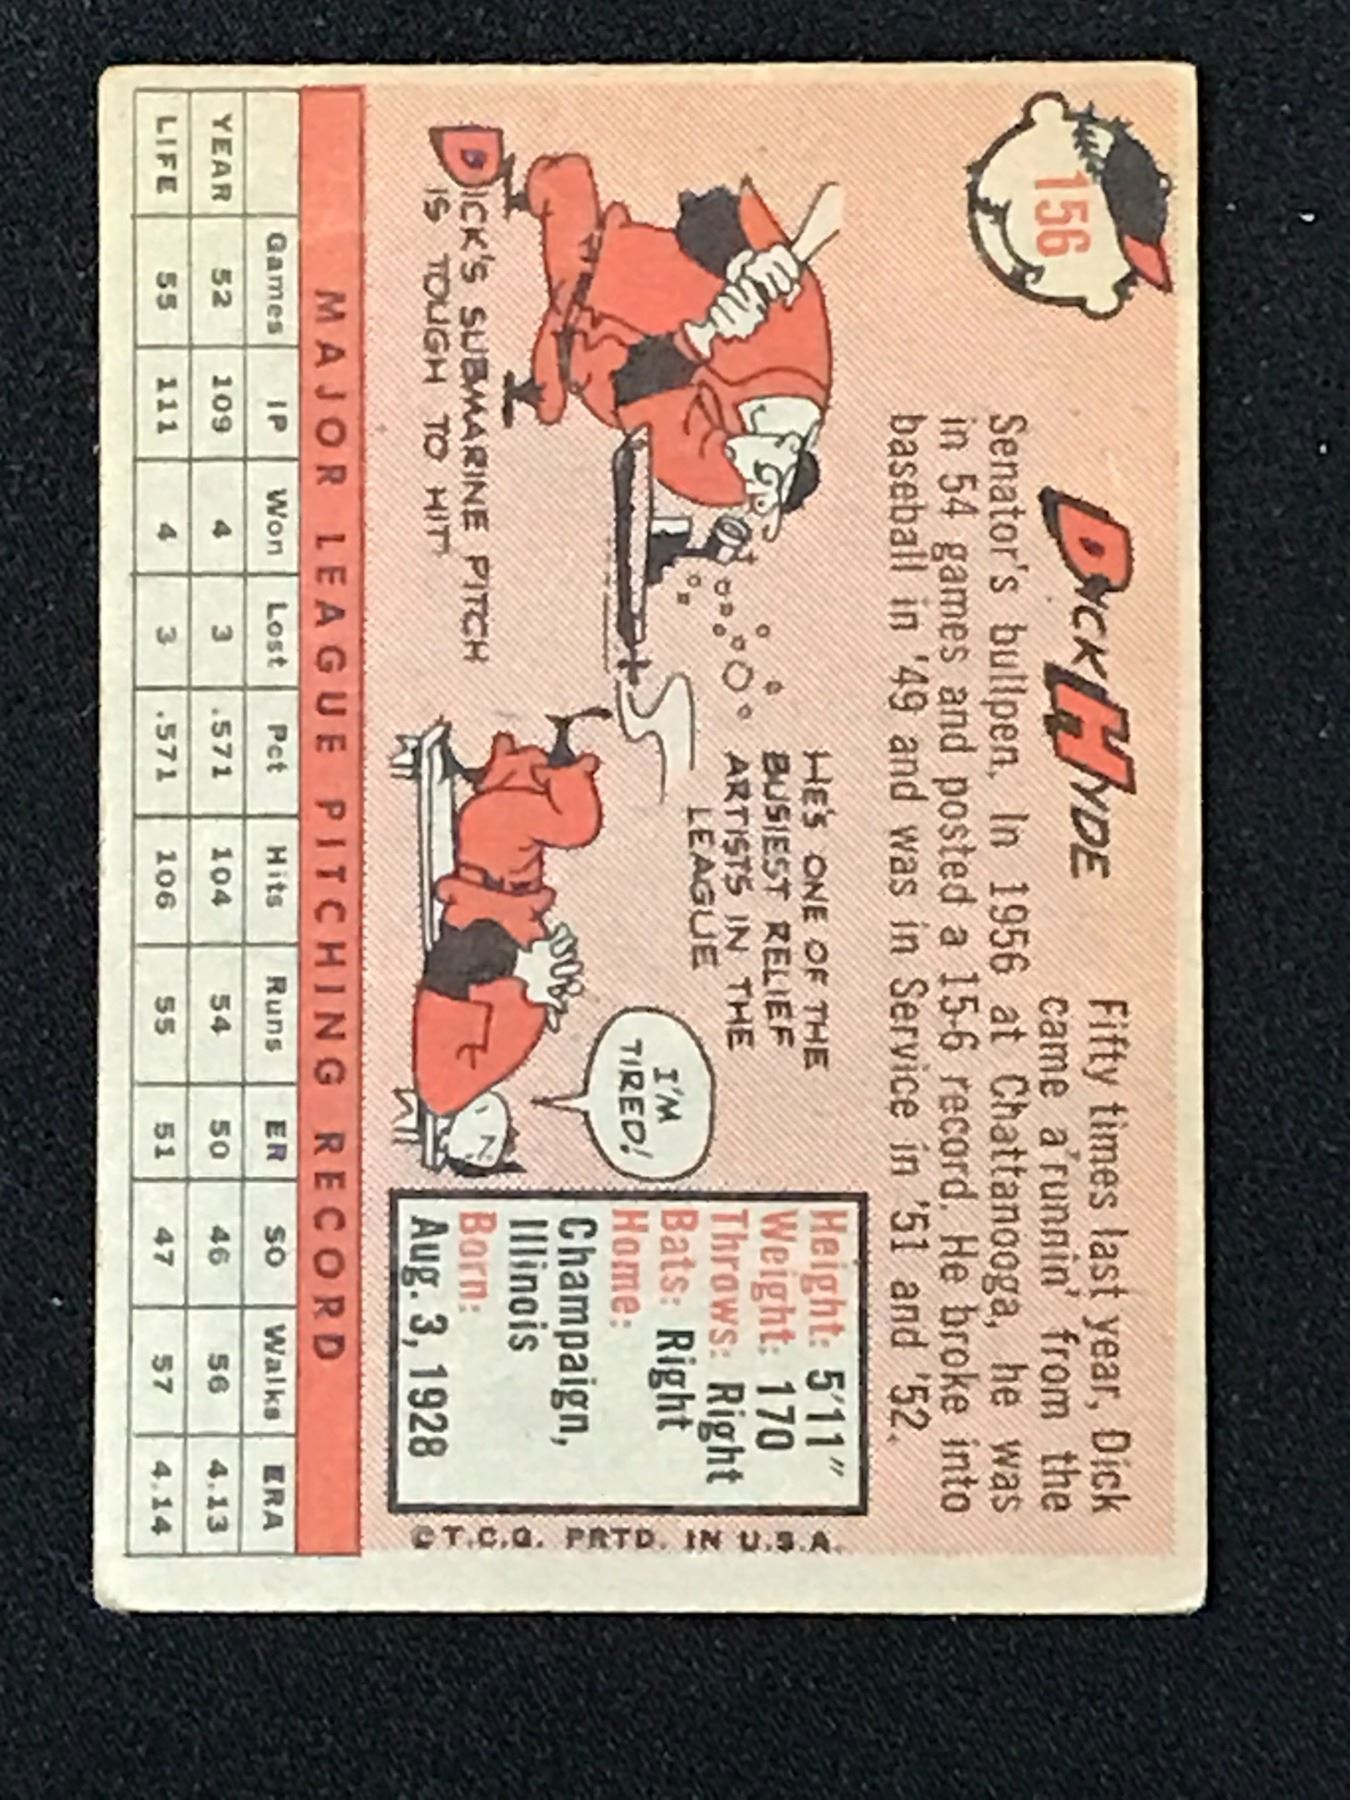 156
DICK HYDE
Fifty times last year, Dick
came a'runnin' from the
Senator's bullpen. In 1956 at Chattanooga, he was
in 54 games and posted a 15-6 record. He broke into
baseball in '49 and was in Service in '51 and '52.
HE'S ONE OF THE
BUSIEST RELIEF
ARTISTS IN THE
LEAGUE
DICK'S SUBMARINE PITCH
IS TOUGH TO HIT
I'M
TIRED!
Height: 5'11"
Weight: 170
Throws: Right
Bats: Right
Home:
Champaign,
Illinois
Born:
Aug. 3, 1928
©T.C.G. PRTD. IN U.S.A.
MAJOR LEAGUE PITCHING RECORD
Games IP Won Lost Pct Hits Runs ER SO Walks ERA
YEAR 52 109 4 3 .571 104 54 50 46 56 4.13
LIFE 55 111 4 3 .571 106 55 51 47 57 4.14